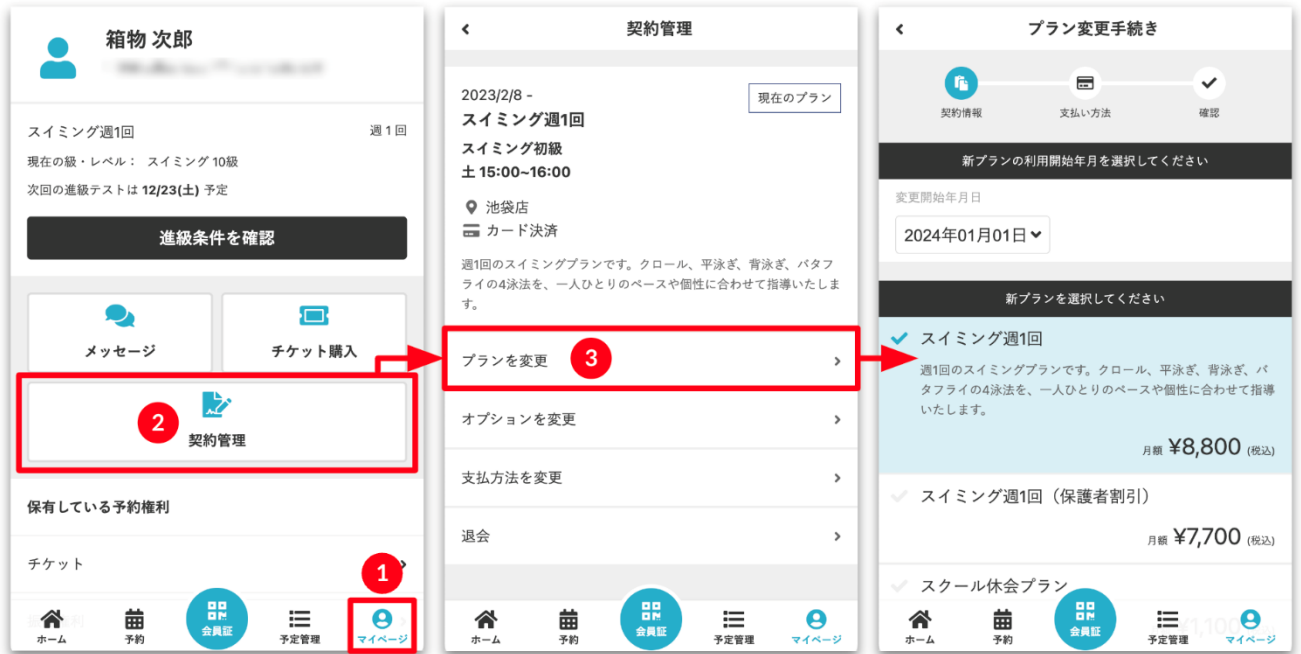 箱物 次郎
スイミング週1回
週1回
現在の級・レベル： スイミング 10級
次回の進級テストは 12/23(土) 予定
進級条件を確認
メッセージ
チケット購入
2
契約管理
保有している予約権利
チケット
1
ホーム
予約
会員証
予定管理
マイページ
契約管理
2023/2/8 -
現在のプラン
スイミング週1回
スイミング初級
土 15:00~16:00
池袋店
カード決済
週1回のスイミングプランです。クロール、平泳ぎ、背泳ぎ、バタフ
ライの4泳法を、一人ひとりのペースや個性に合わせて指導いたしま
す。
プランを変更
3
オプションを変更
支払方法を変更
退会
ホーム
予約
会員証
予定管理
マイページ
プラン変更手続き
契約情報
支払い方法
確認
新プランの利用開始年月を選択してください
変更開始年月日
2024年01月01日
新プランを選択してください
スイミング週1回
週1回のスイミングプランです。クロール、平泳ぎ、背泳ぎ、バ
タフライの4泳法を、一人ひとりのペースや個性に合わせて指導
いたします。
月額 ¥8,800 (税込)
スイミング週1回（保護者割引）
月額 ¥7,700 (税込)
スクール休会プラン
¥1,100
ホーム
予約
会員証
予定管理
マイページ